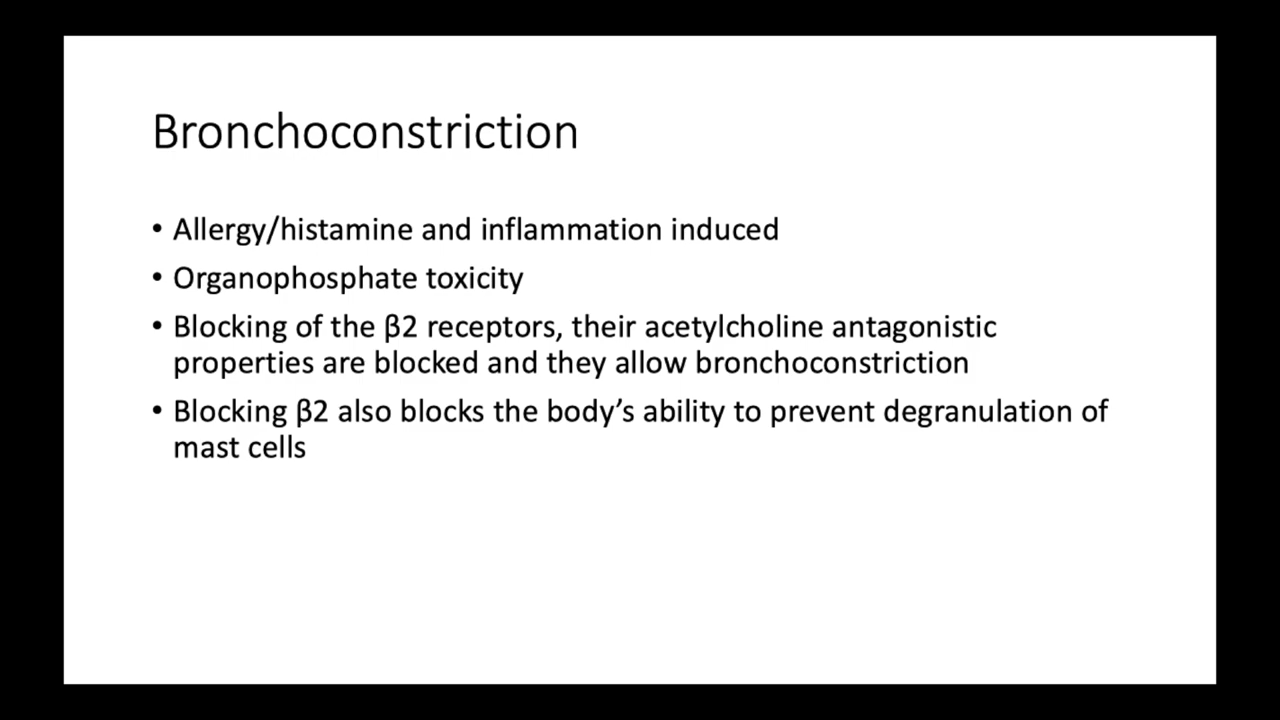 Bronchoconstriction
• Allergy/histamine and inflammation induced
• Organophosphate toxicity
• Blocking of the β2 receptors, their acetylcholine antagonistic
properties are blocked and they allow bronchoconstriction
• Blocking β2 also blocks the body’s ability to prevent degranulation of
mast cells